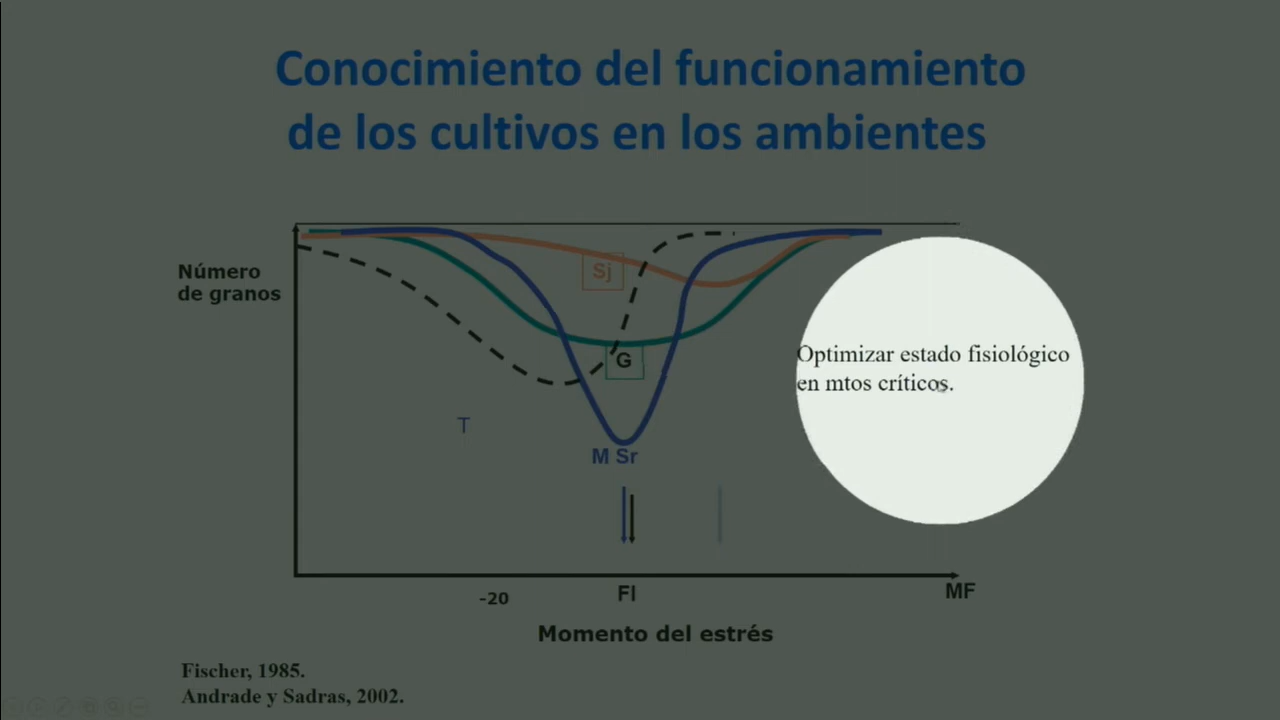 Conocimiento del funcionamiento
de los cultivos en los ambientes
Número
de granos
Sj
G
T
M Sr
Optimizar estado fisiológico
en mtos críticos.
-20
Fl
MF
Momento del estrés
Fischer, 1985.
Andrade y Sadras, 2002.